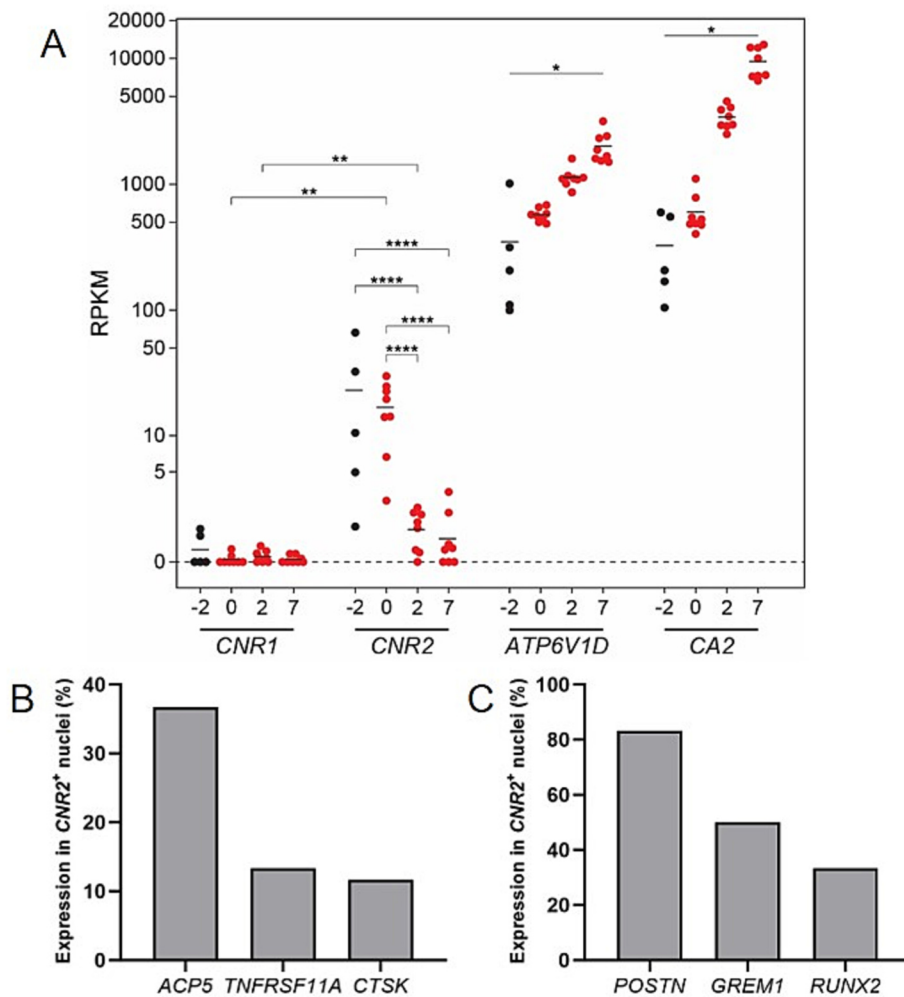 A
20000
10000
5000
1000
500
100
50
10
5
0
RPKM
**
**
****
****
****
****
*
*
-2 0 2 7 -2 0 2 7 -2 0 2 7 -2 0 2 7
CNR1 CNR2 ATP6V1D CA2
B
Expression in CNR2+ nuclei (%)
40
30
20
10
0
ACP5 TNFRSF11A CTSK
C
Expression in CNR2+ nuclei (%)
100
80
60
40
20
0
POSTN GREM1 RUNX2